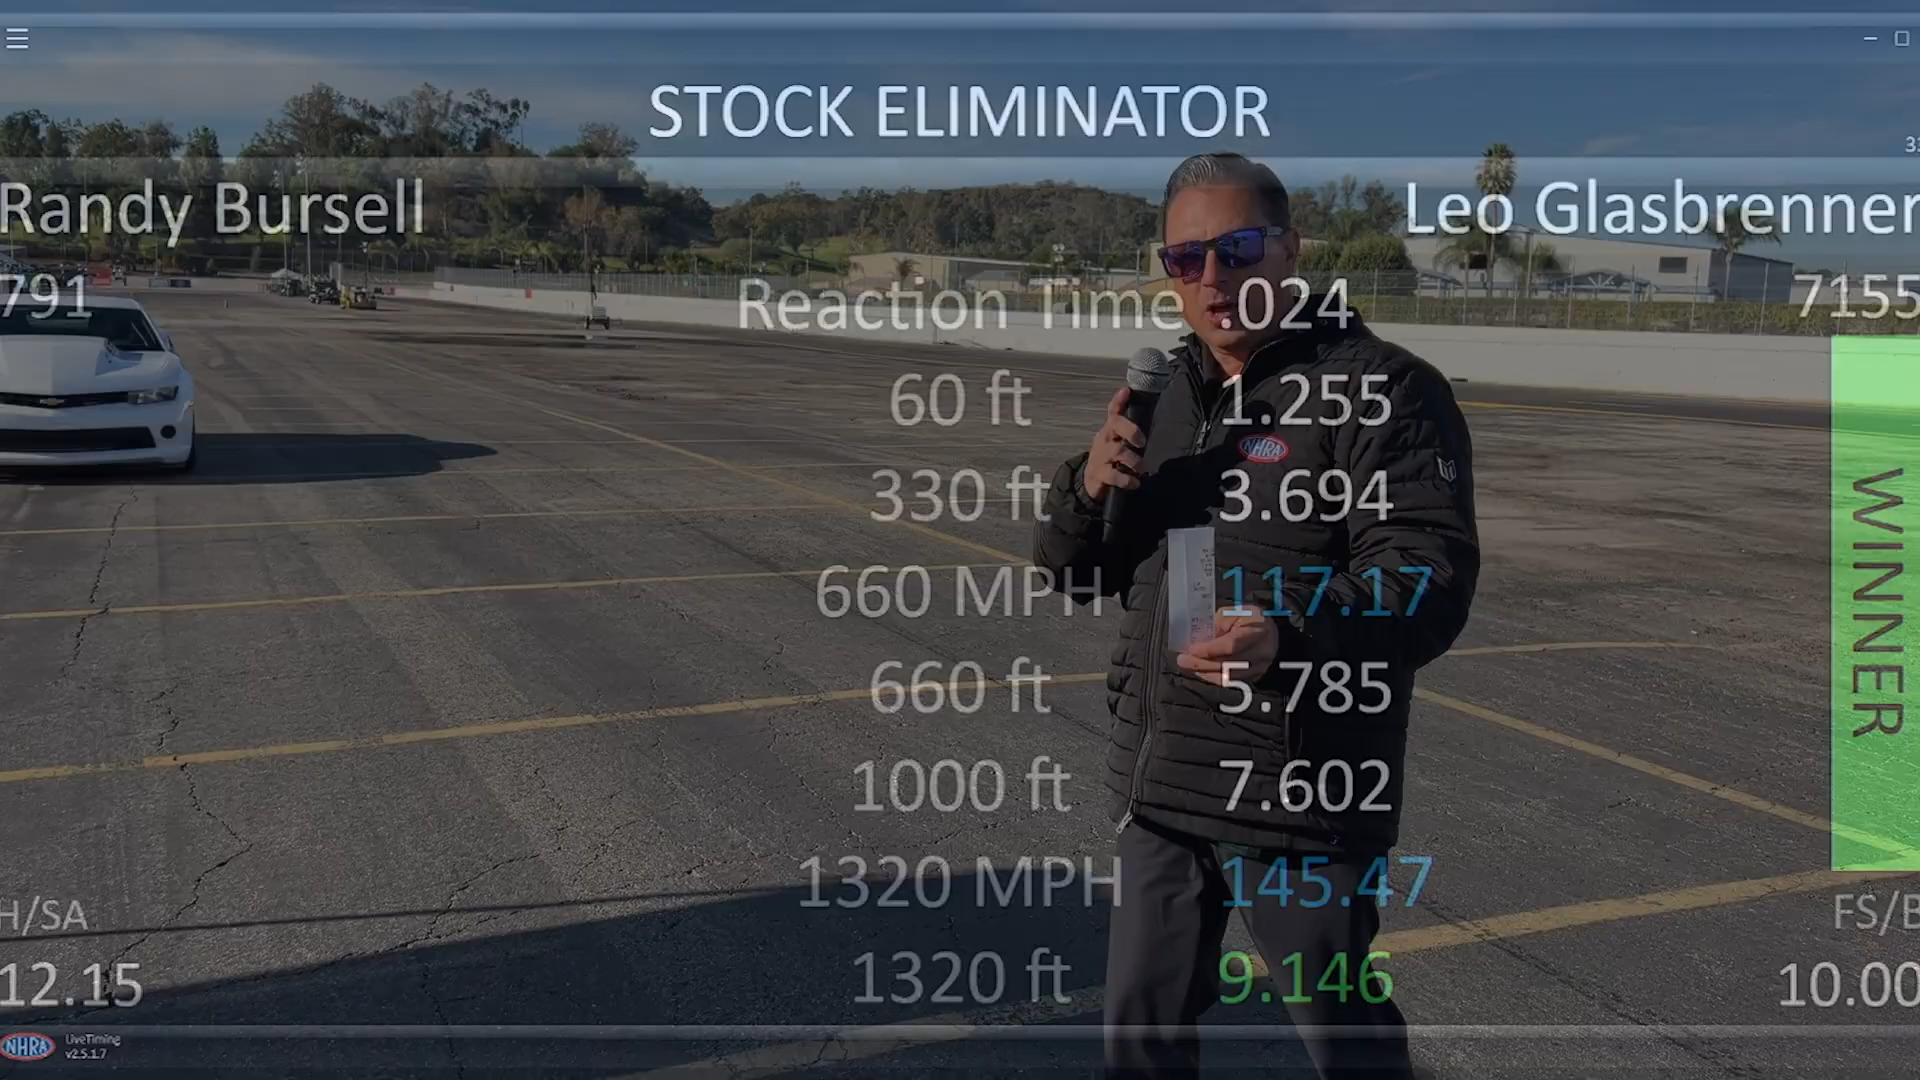 STOCK ELIMINATOR
Randy Bursell
Leo Glasbrenner
791
7155
Reaction Time .024
60 ft 1.255
330 ft 3.694
660 MPH 117.17
660 ft 5.785
1000 ft 7.602
1320 MPH 145.47
1320 ft 9.146
WINNER
H/SA
FS/B
12.15
10.00
NHRA
LiveTiming
v2.5.1.7
NHRA